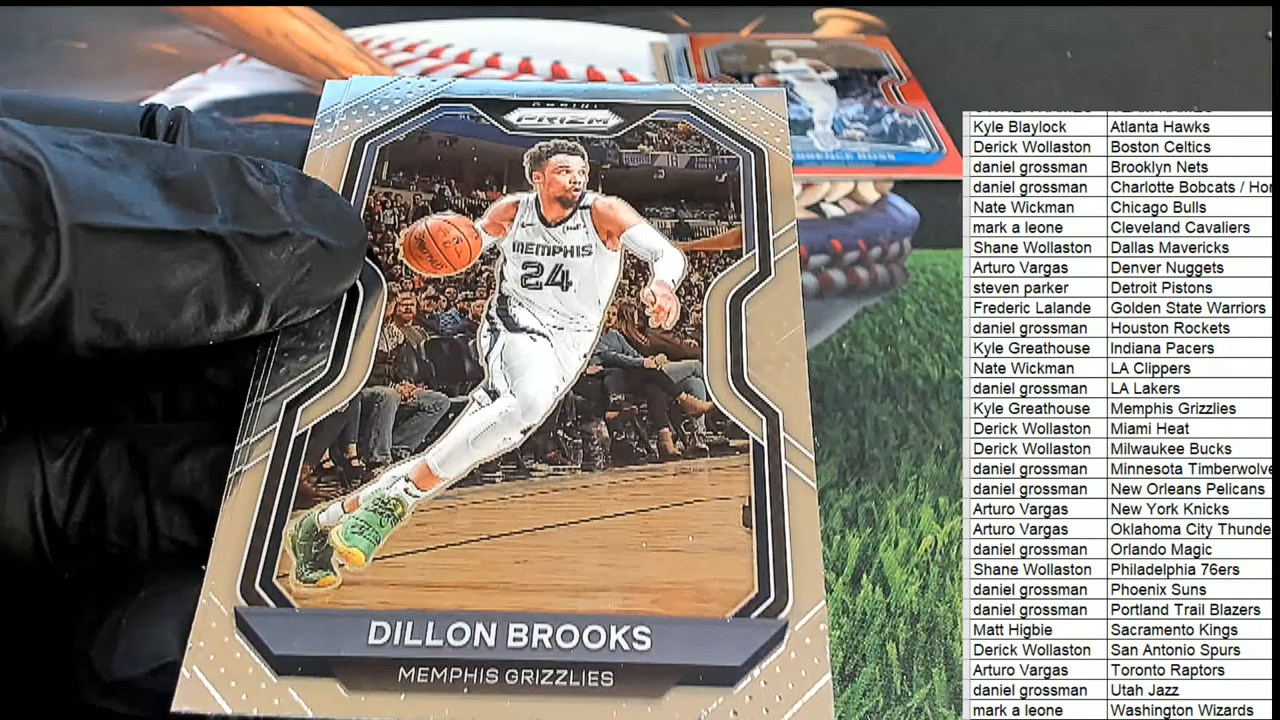 PANINI
PRIZM
MEMPHIS
24
DILLON BROOKS
MEMPHIS GRIZZLIES
Kyle Blaylock Atlanta Hawks
Derick Wollaston Boston Celtics
daniel grossman Brooklyn Nets
daniel grossman Charlotte Bobcats / Hor
Nate Wickman Chicago Bulls
mark a leone Cleveland Cavaliers
Shane Wollaston Dallas Mavericks
Arturo Vargas Denver Nuggets
steven parker Detroit Pistons
Frederic Lalande Golden State Warriors
daniel grossman Houston Rockets
Kyle Greathouse Indiana Pacers
Nate Wickman LA Clippers
daniel grossman LA Lakers
Kyle Greathouse Memphis Grizzlies
Derick Wollaston Miami Heat
Derick Wollaston Milwaukee Bucks
daniel grossman Minnesota Timberwolve
daniel grossman New Orleans Pelicans
Arturo Vargas New York Knicks
Arturo Vargas Oklahoma City Thunde
daniel grossman Orlando Magic
Shane Wollaston Philadelphia 76ers
daniel grossman Phoenix Suns
daniel grossman Portland Trail Blazers
Matt Higbie Sacramento Kings
Derick Wollaston San Antonio Spurs
Arturo Vargas Toronto Raptors
daniel grossman Utah Jazz
mark a leone Washington Wizards